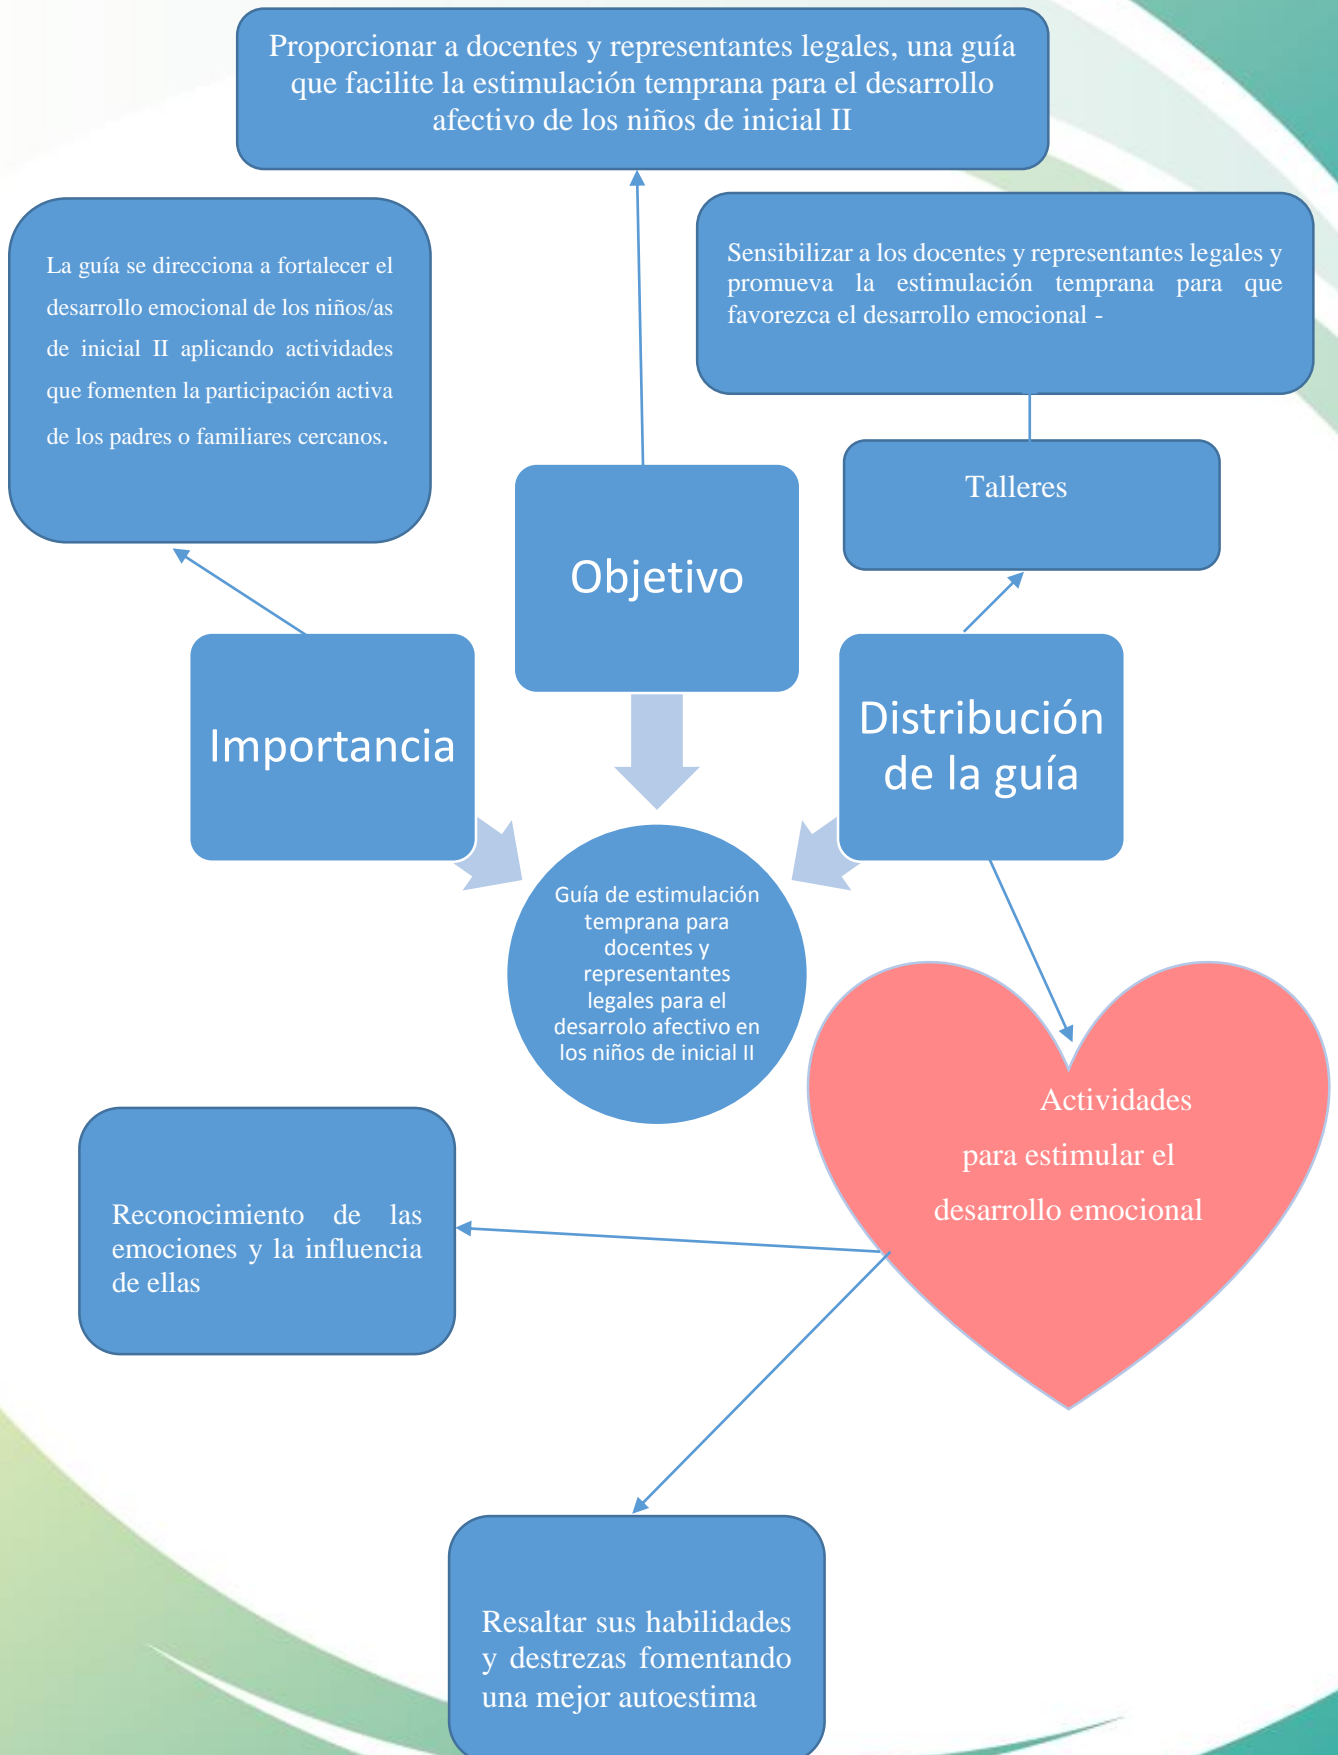 Proporcionar a docentes y representantes legales, una guía
que facilite la estimulación temprana para el desarrollo
afectivo de los niños de inicial II
La guía se direcciona a fortalecer el
desarrollo emocional de los niños/as
de inicial II aplicando actividades
que fomenten la participación activa
de los padres o familiares cercanos.
Sensibilizar a los docentes y representantes legales y
promueva la estimulación temprana para que
favorezca el desarrollo emocional -
Talleres
Objetivo
Importancia
Distribución
de la guía
Guía de estimulación
temprana para
docentes y
representantes
legales para el
desarrolo afectivo en
los niños de inicial II
Actividades
para estimular el
desarrollo emocional
Reconocimiento de las
emociones y la influencia
de ellas
Resaltar sus habilidades
y destrezas fomentando
una mejor autoestima